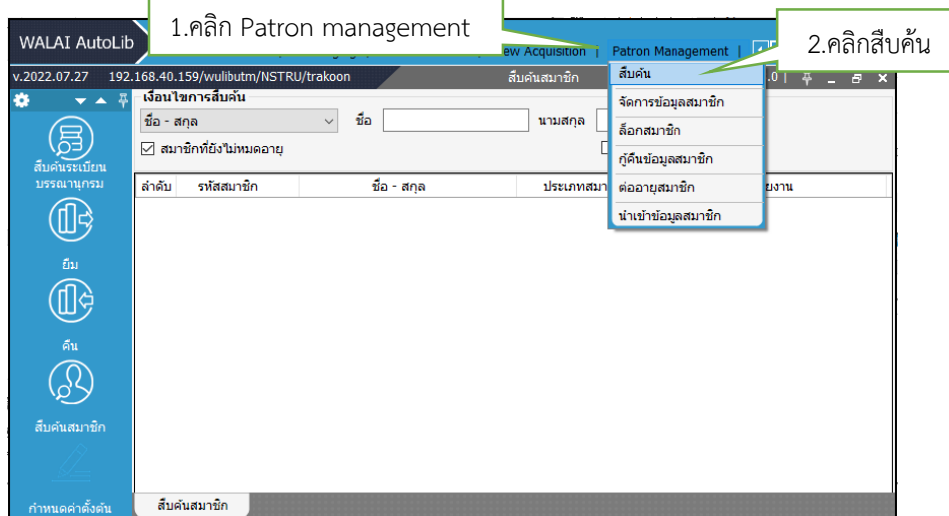 1.คลิก Patron management
2.คลิกสืบค้น
WALAI AutoLib
ew Acquisition | Patron Management |
v.2022.07.27 192.168.40.159/wulibutm/NSTRU/trakoon
สืบค้นสมาชิก
.0 |
เงื่อนไขการสืบค้น
ชื่อ - สกุล ชื่อ นามสกุล
สมาชิกที่ยังไม่หมดอายุ
ลำดับ รหัสสมาชิก ชื่อ - สกุล ประเภทสมา ยงาน
สืบค้น
จัดการข้อมูลสมาชิก
ล็อกสมาชิก
กู้คืนข้อมูลสมาชิก
ต่ออายุสมาชิก
นำเข้าข้อมูลสมาชิก
สืบค้นระเบียน
บรรณานุกรม
ยืม
คืน
สืบค้นสมาชิก
กำหนดค่าตั้งต้น
สืบค้นสมาชิก